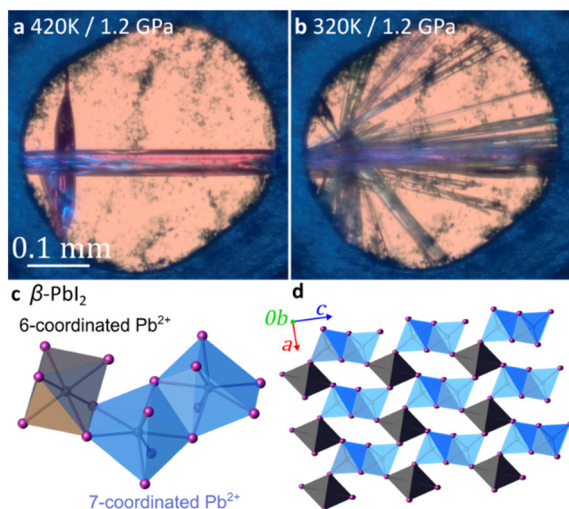 a 420K / 1.2 GPa
b 320K / 1.2 GPa
0.1 mm
c β-PbI₂
6-coordinated Pb²⁺
7-coordinated Pb²⁺
d
0b
c
a